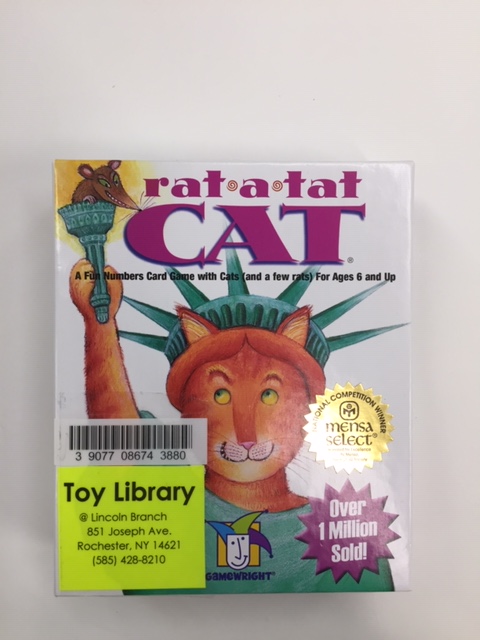 rat•a•tat
CAT®
A Fun Numbers Card Game with Cats (and a few rats) For Ages 6 and Up
NATIONAL COMPETITION WINNER
mensa
SELECT®
3 9077 08674 3880
Toy Library
@ Lincoln Branch
851 Joseph Ave.
Rochester, NY 14621
(585) 428-8210
Over
1 Million
Sold!
GAMEWRIGHT®